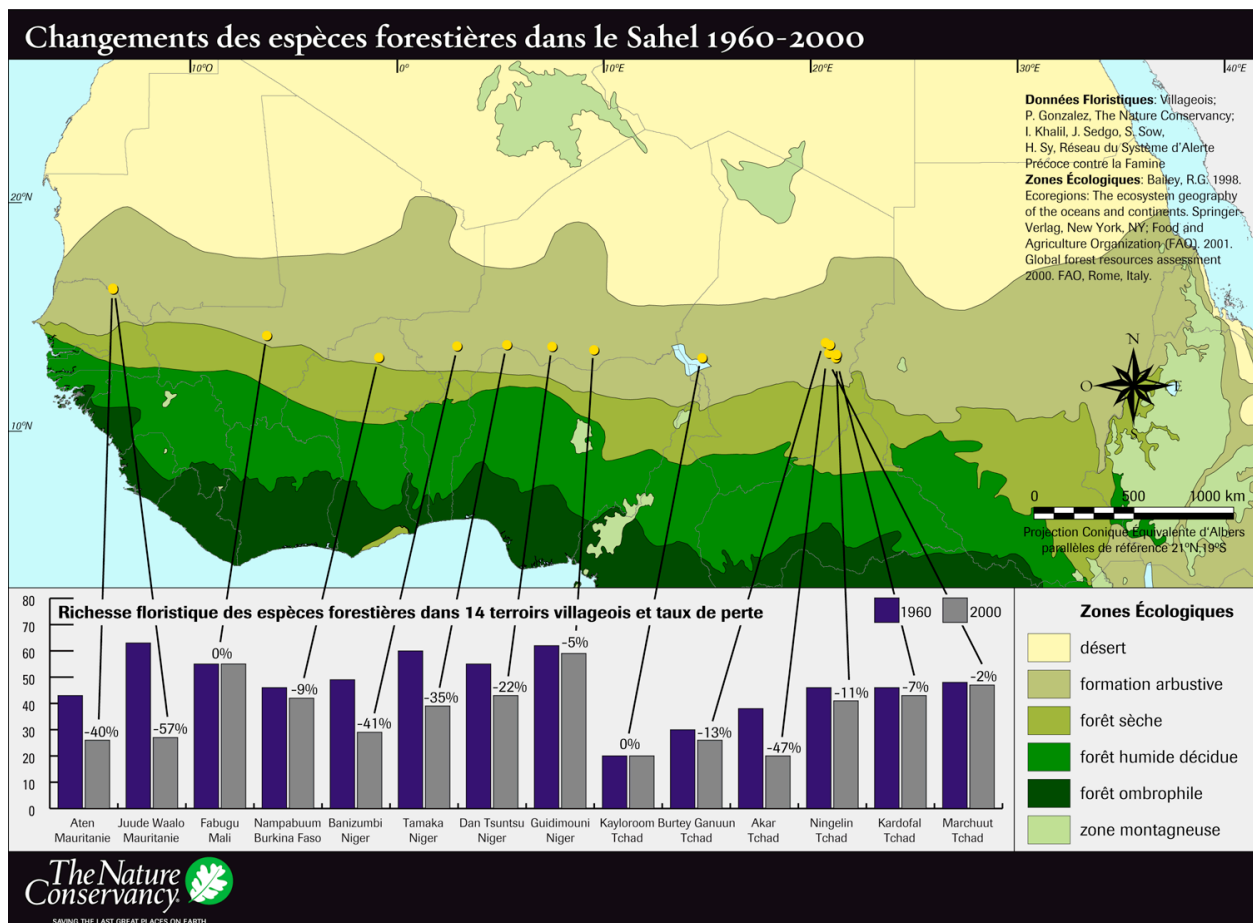 Changements des espèces forestières dans le Sahel 1960-2000
10°O
0°
10°E
20°E
30°E
40°E
20°N
10°N
Données Floristiques: Villageois;
P. Gonzalez, The Nature Conservancy;
I. Khalil, J. Sedgo, S. Sow,
H. Sy, Réseau du Système d'Alerte
Précoce contre la Famine
Zones Écologiques: Bailey, R.G. 1998.
Ecoregions: The ecosystem geography
of the oceans and continents. Springer-
Verlag, New York, NY; Food and
Agriculture Organization (FAO). 2001.
Global forest resources assessment
2000. FAO, Rome, Italy.
N
O
E
S
0 500 1000 km
Projection Conique Équivalente d'Albers
parallèles de référence 21°N,19°S
Richesse floristique des espèces forestières dans 14 terroirs villageois et taux de perte
1960
2000
80
70
60
50
40
30
20
10
0
-40%
-57%
0%
-9%
-41%
-35%
-22%
-5%
0%
-13%
-47%
-11%
-7%
-2%
Aten
Mauritanie
Juude Waalo
Mauritanie
Fabugu
Mali
Nampabuum
Burkina Faso
Banizumbi
Niger
Tamaka
Niger
Dan Tsuntsu
Niger
Guidimouni
Niger
Kayloroom
Tchad
Burtey Ganuun
Tchad
Akar
Tchad
Ningelin
Tchad
Kardofal
Tchad
Marchuut
Tchad
Zones Écologiques
désert
formation arbustive
forêt sèche
forêt humide décidue
forêt ombrophile
zone montagneuse
The Nature
Conservancy®
SAVING THE LAST GREAT PLACES ON EARTH